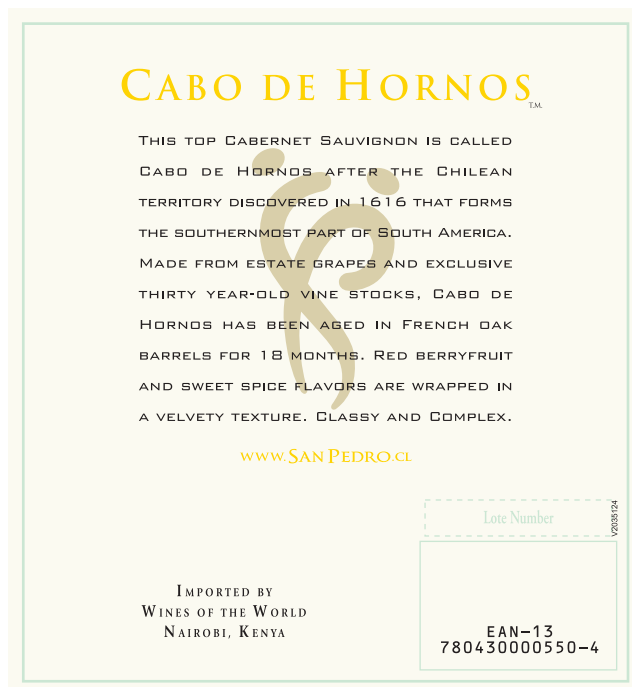 CABO DE HORNOS
T.M.
THIS TOP CABERNET SAUVIGNON IS CALLED
CABO DE HORNOS AFTER THE CHILEAN
TERRITORY DISCOVERED IN 1616 THAT FORMS
THE SOUTHERNMOST PART OF SOUTH AMERICA.
MADE FROM ESTATE GRAPES AND EXCLUSIVE
THIRTY YEAR-OLD VINE STOCKS, CABO DE
HORNOS HAS BEEN AGED IN FRENCH OAK
BARRELS FOR 18 MONTHS. RED BERRYFRUIT
AND SWEET SPICE FLAVORS ARE WRAPPED IN
A VELVETY TEXTURE. CLASSY AND COMPLEX.
WWW.SAN PEDRO.CL
Lote Number
V2035124
IMPORTED BY
WINES OF THE WORLD
NAIROBI, KENYA
EAN-13
780430000550-4